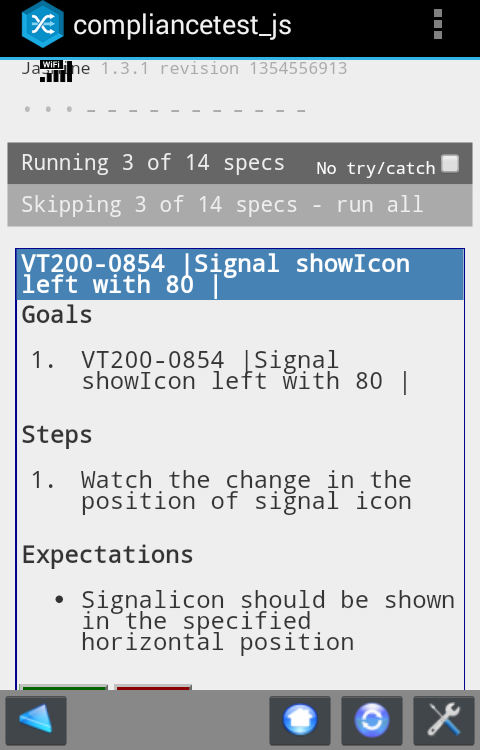 compliancetest_js
WiFi
Jasmine 1.3.1 revision 1354556913
Running 3 of 14 specs No try/catch
Skipping 3 of 14 specs - run all
VT200-0854 |Signal showIcon
left with 80 |
Goals
1. VT200-0854 |Signal
showIcon left with 80 |
Steps
1. Watch the change in the
position of signal icon
Expectations
• Signalicon should be shown
in the specified
horizontal position